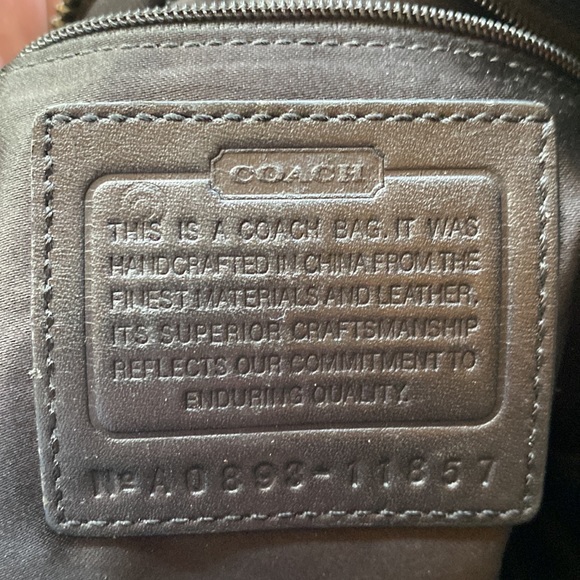 COACH
THIS IS A COACH BAG. IT WAS
HANDCRAFTED IN CHINA FROM THE
FINEST MATERIALS AND LEATHER.
ITS SUPERIOR CRAFTSMANSHIP
REFLECTS OUR COMMITMENT TO
ENDURING QUALITY.
No A0893-11857